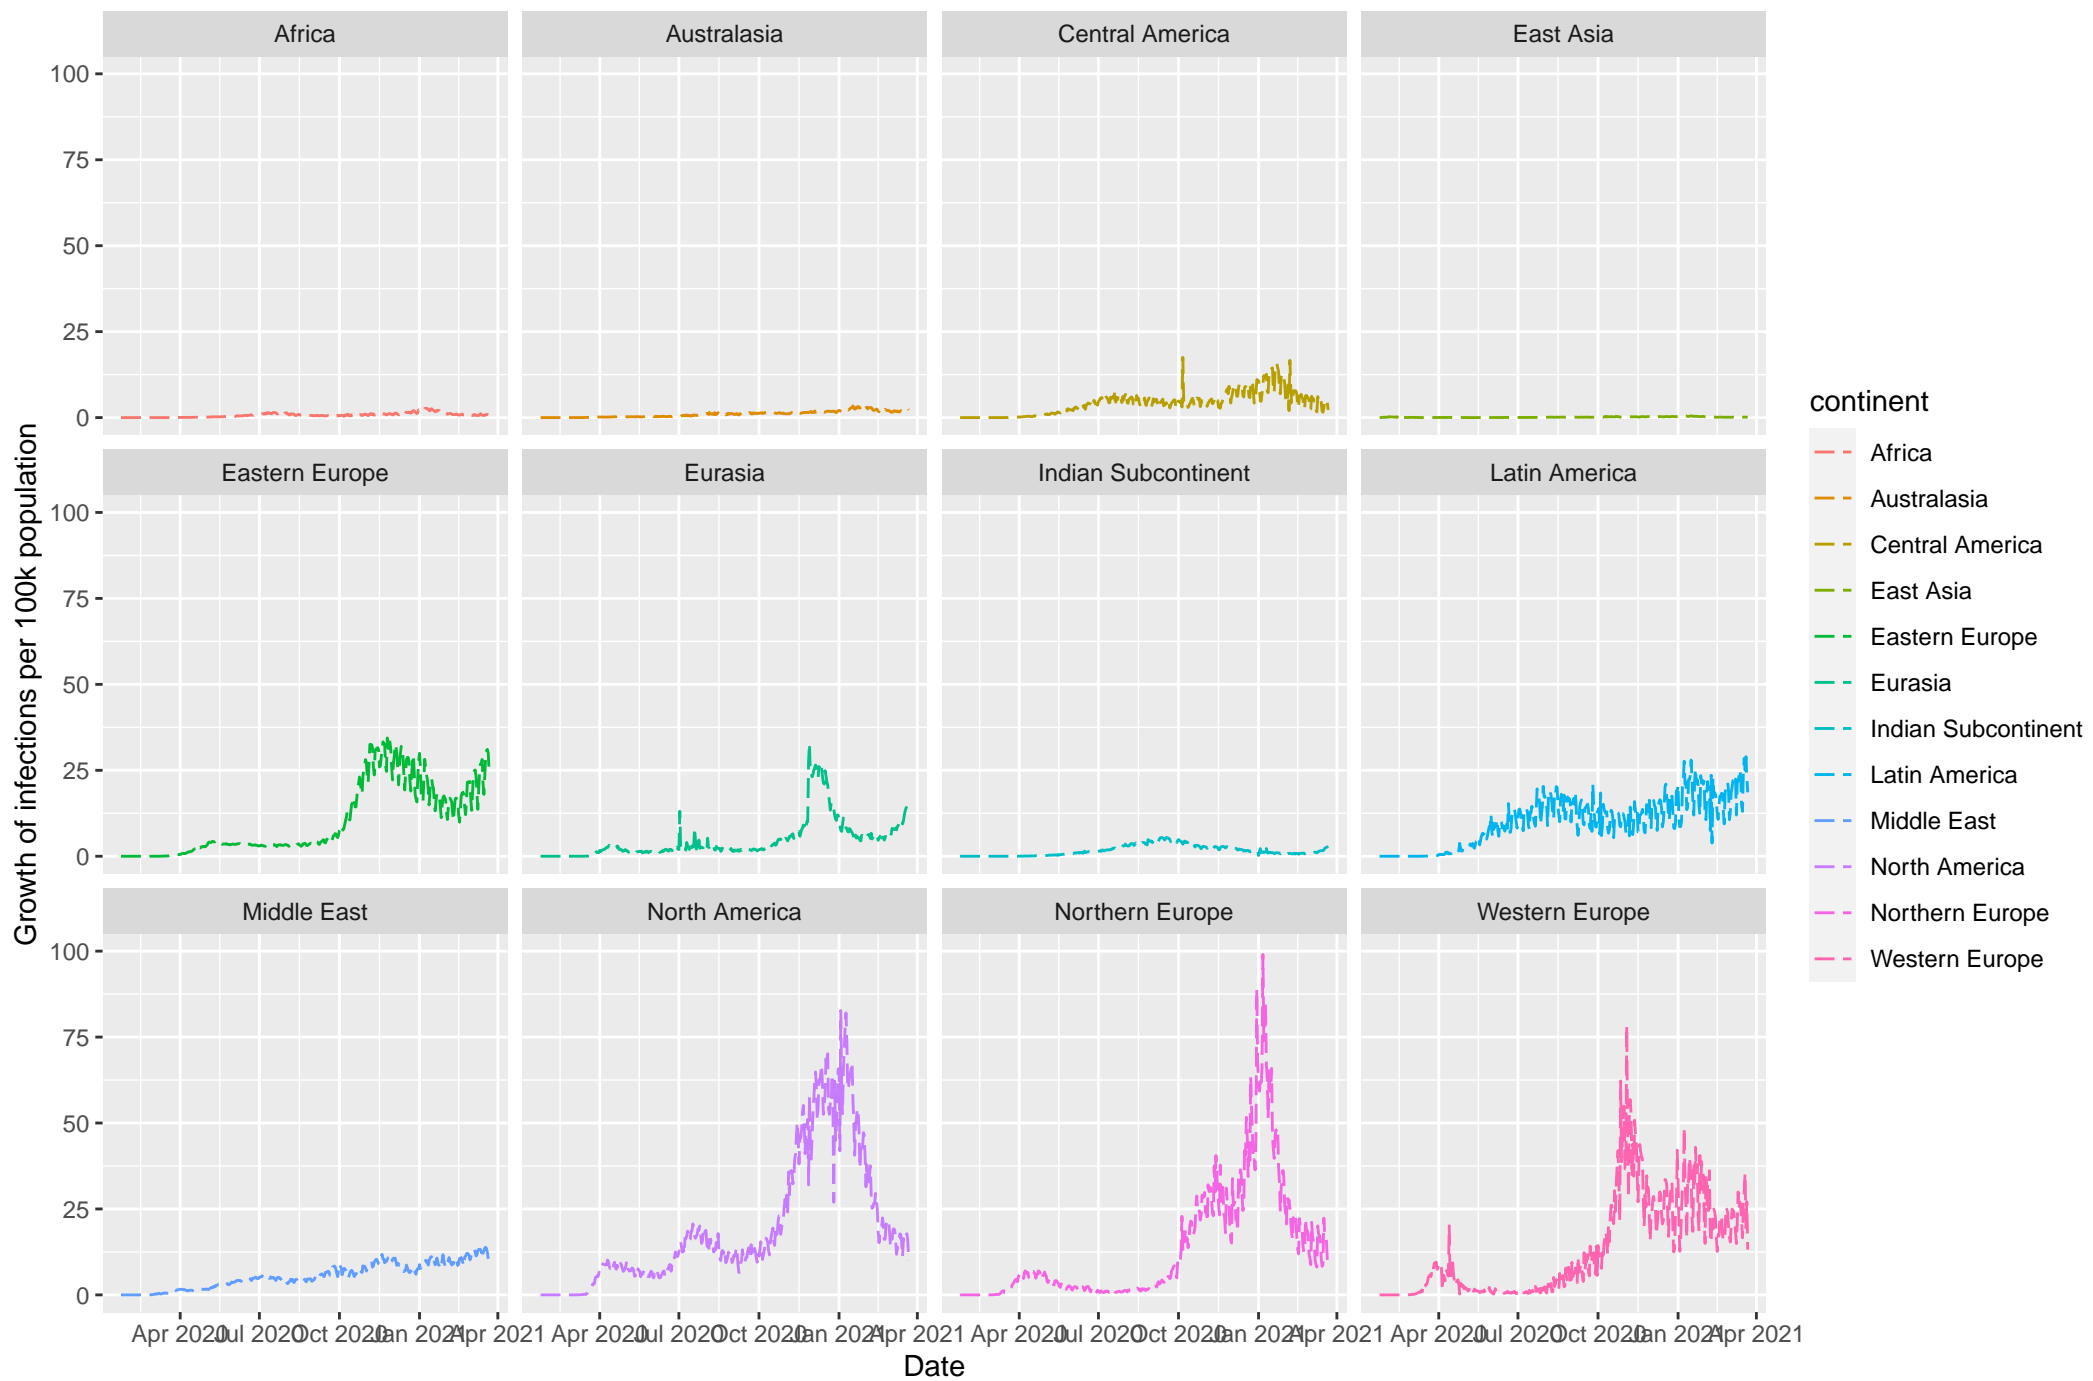 Africa
Australasia
Central America
East Asia
100
75
50
25
0
Eastern Europe
Eurasia
Indian Subcontinent
Latin America
100
75
50
25
0
Middle East
North America
Northern Europe
Western Europe
100
75
50
25
0
Apr 2020 Jul 2020 Oct 2020 Jan 2021 Apr 2021 Apr 2020 Jul 2020 Oct 2020 Jan 2021 Apr 2021 Apr 2020 Jul 2020 Oct 2020 Jan 2021 Apr 2021 Apr 2020 Jul 2020 Oct 2020 Jan 2021 Apr 2021
Date
Growth of infections per 100k population
continent
Africa
Australasia
Central America
East Asia
Eastern Europe
Eurasia
Indian Subcontinent
Latin America
Middle East
North America
Northern Europe
Western Europe